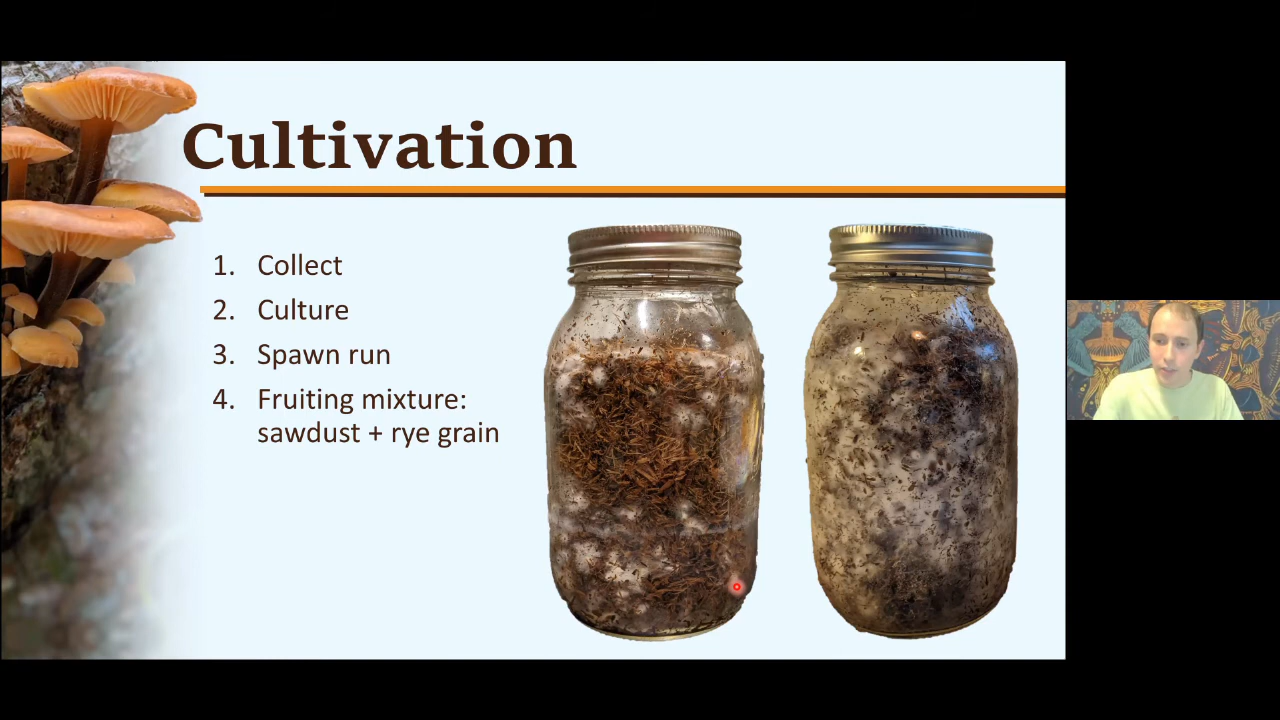 Cultivation
1. Collect
2. Culture
3. Spawn run
4. Fruiting mixture:
sawdust + rye grain